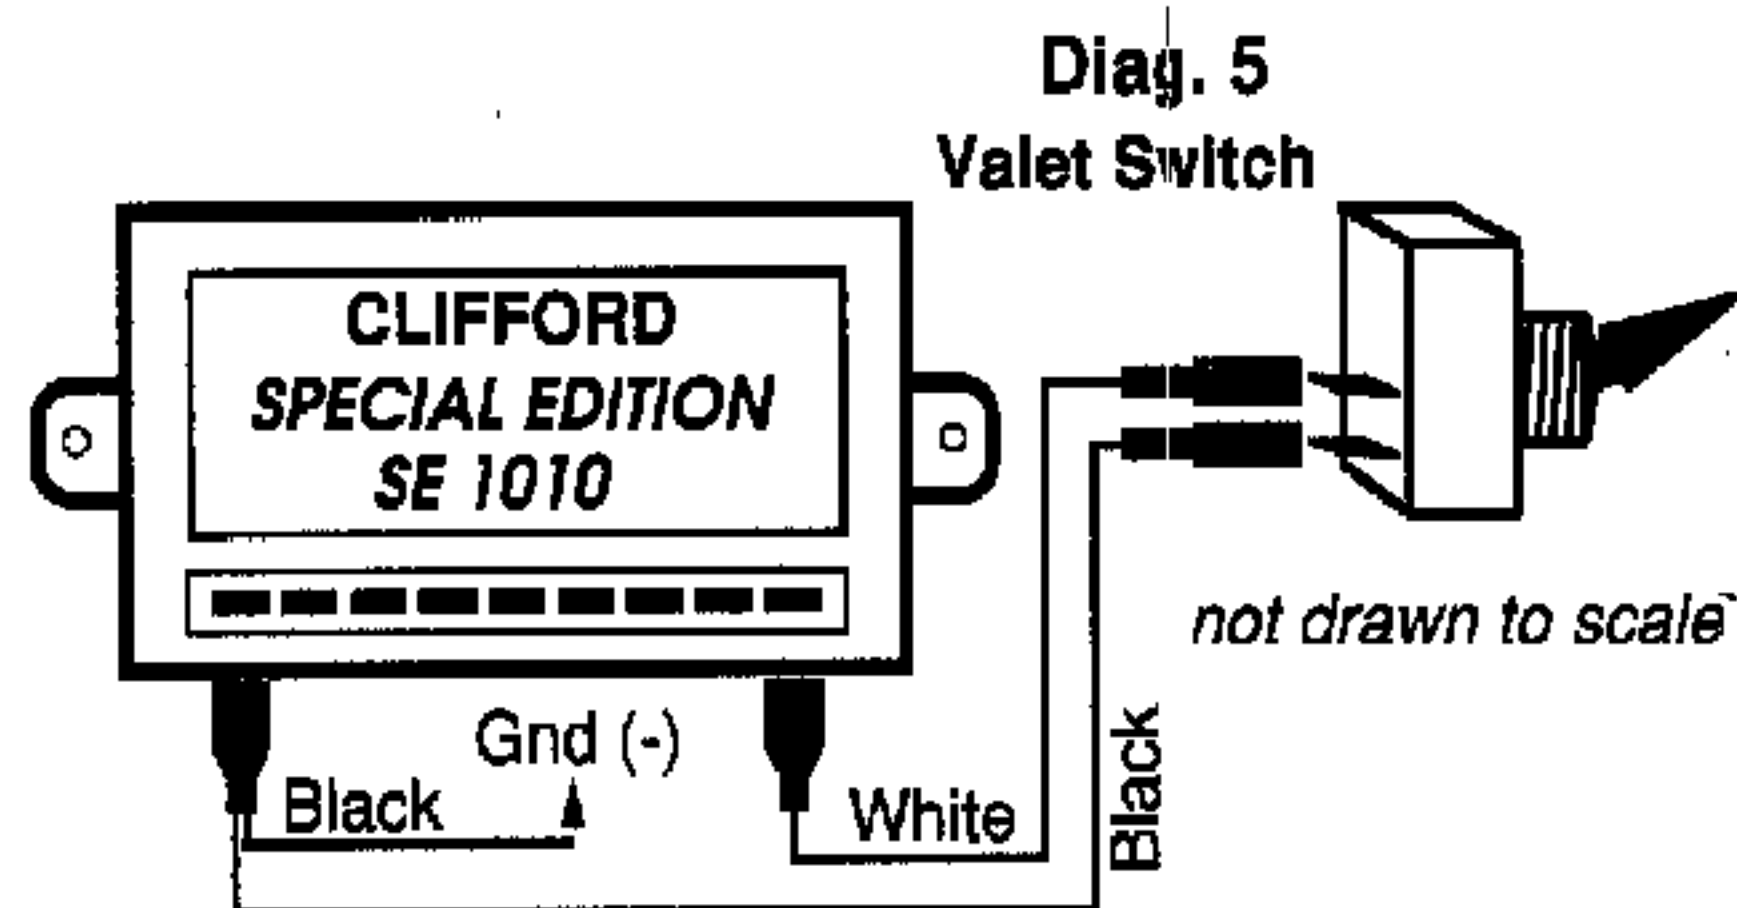 Diag. 5
Valet Switch
CLIFFORD
SPECIAL EDITION
SE 1010
not drawn to scale
Gnd (-)
Black
White
Black